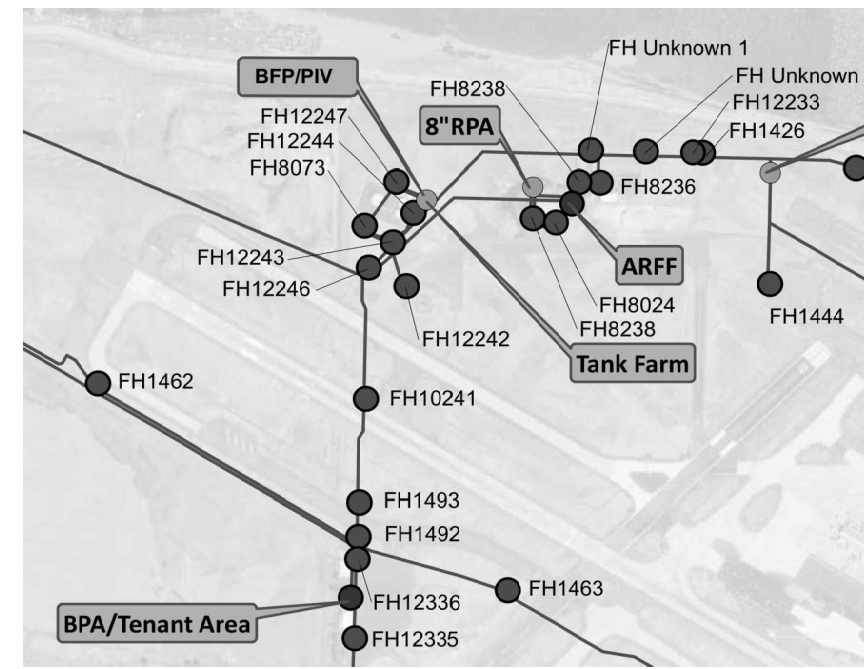 FH Unknown 1
BFP/PIV
FH8238
FH Unknown
FH12247
8"RPA
FH12233
FH12244
FH1426
FH8073
FH8236
FH12243
ARFF
FH12246
FH8024
FH1444
FH12242
FH8238
Tank Farm
FH1462
FH10241
FH1493
FH1492
FH1463
FH12336
BPA/Tenant Area
FH12335